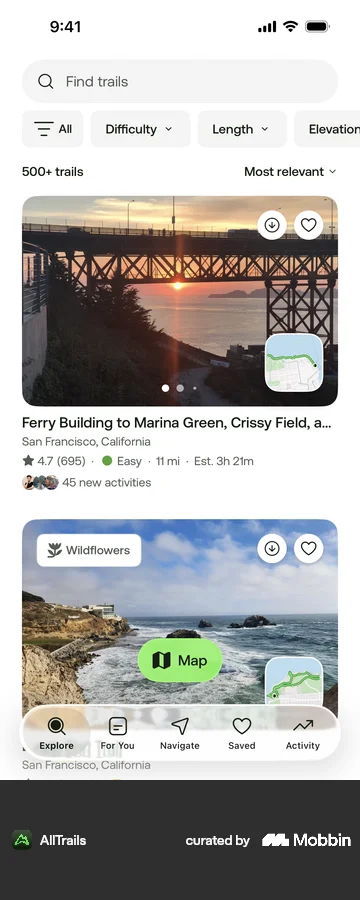 9:41
Find trails
All
Difficulty
Length
Elevation
500+ trails
Most relevant
Ferry Building to Marina Green, Crissy Field, a...
San Francisco, California
4.7 (695) · Easy · 11 mi · Est. 3h 21m
45 new activities
Wildflowers
Map
Explore
For You
Navigate
Saved
Activity
San Francisco, California
AllTrails
curated by
Mobbin